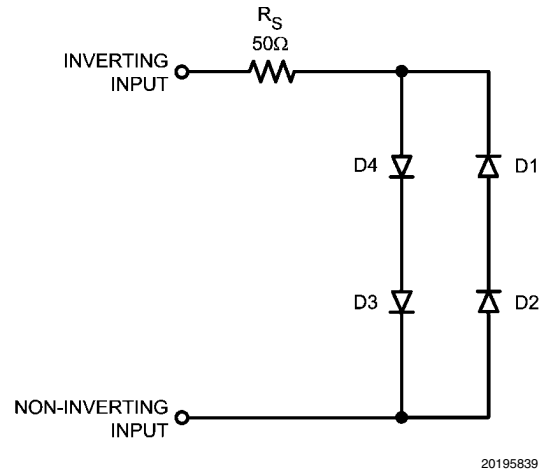 R_S
50Ω
INVERTING
INPUT
D4
D1
D3
D2
NON-INVERTING
INPUT
20195839